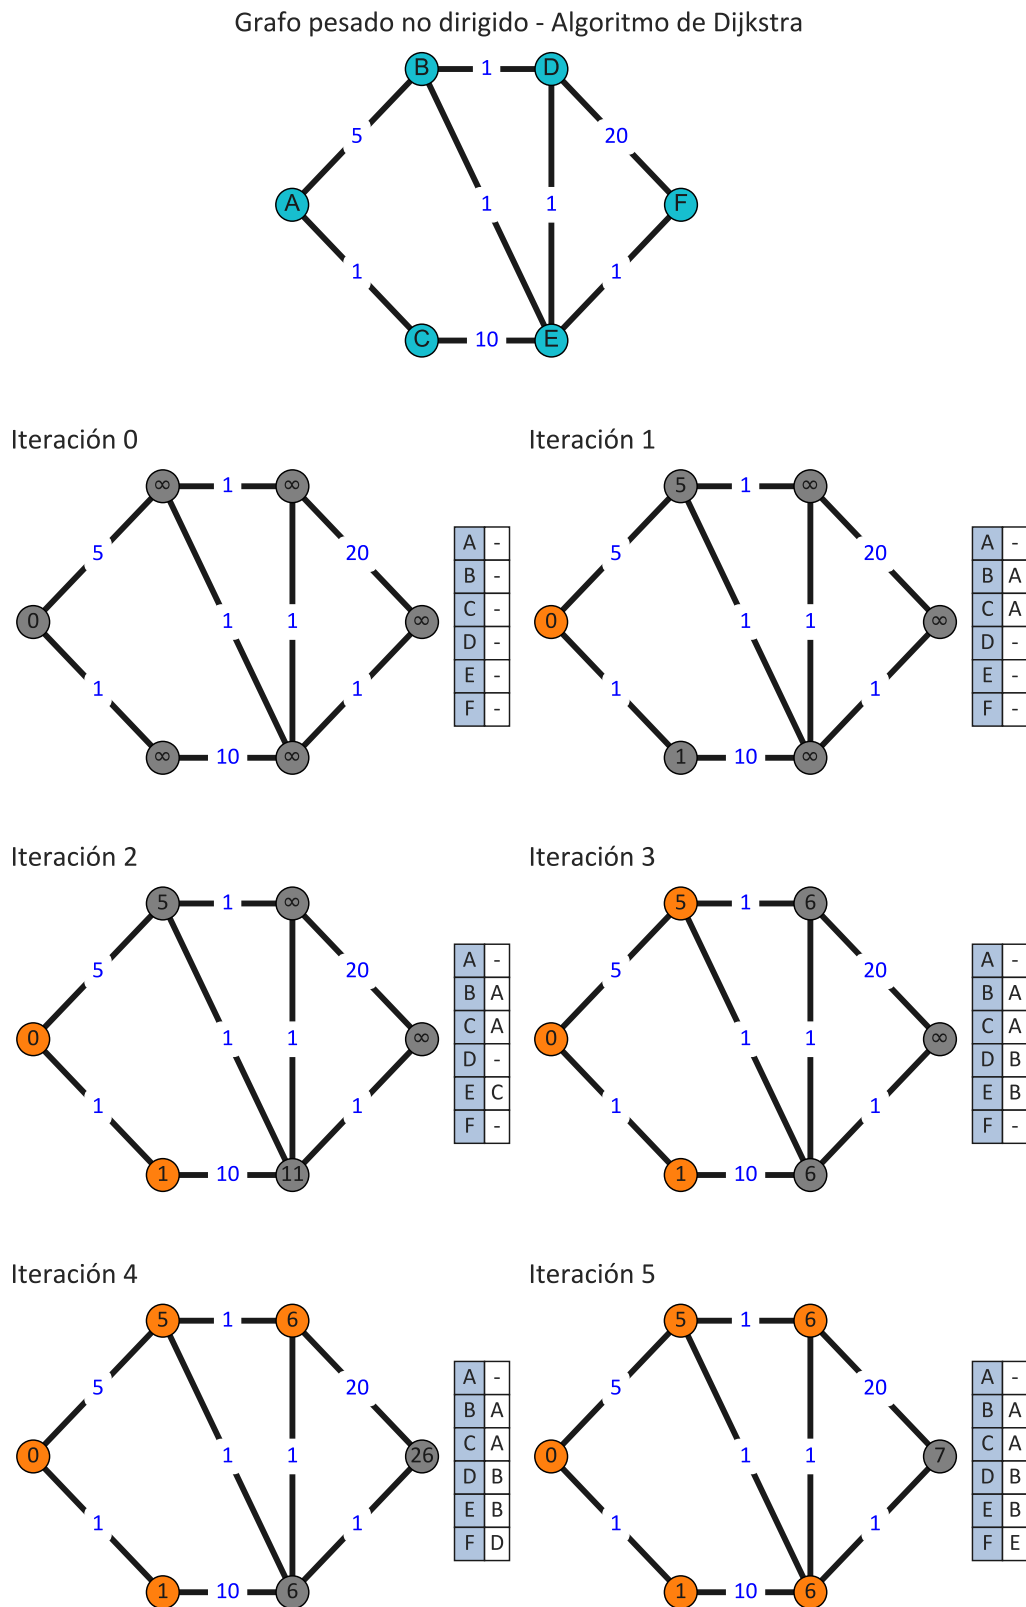 Grafo pesado no dirigido - Algoritmo de Dijkstra
B 1 D
5 20
A 1 1 F
1 1
C 10 E
Iteración 0
∞ 1 ∞
5 20
0 1 1 ∞
1 1
∞ 10 ∞
A -
B -
C -
D -
E -
F -
Iteración 1
5 1 ∞
5 20
0 1 1 ∞
1 1
1 10 ∞
A -
B A
C A
D -
E -
F -
Iteración 2
5 1 ∞
5 20
0 1 1 ∞
1 1
1 10 11
A -
B A
C A
D -
E C
F -
Iteración 3
5 1 6
5 20
0 1 1 ∞
1 1
1 10 6
A -
B A
C A
D B
E B
F -
Iteración 4
5 1 6
5 20
0 1 1 26
1 1
1 10 6
A -
B A
C A
D B
E B
F D
Iteración 5
5 1 6
5 20
0 1 1 7
1 1
1 10 6
A -
B A
C A
D B
E B
F E